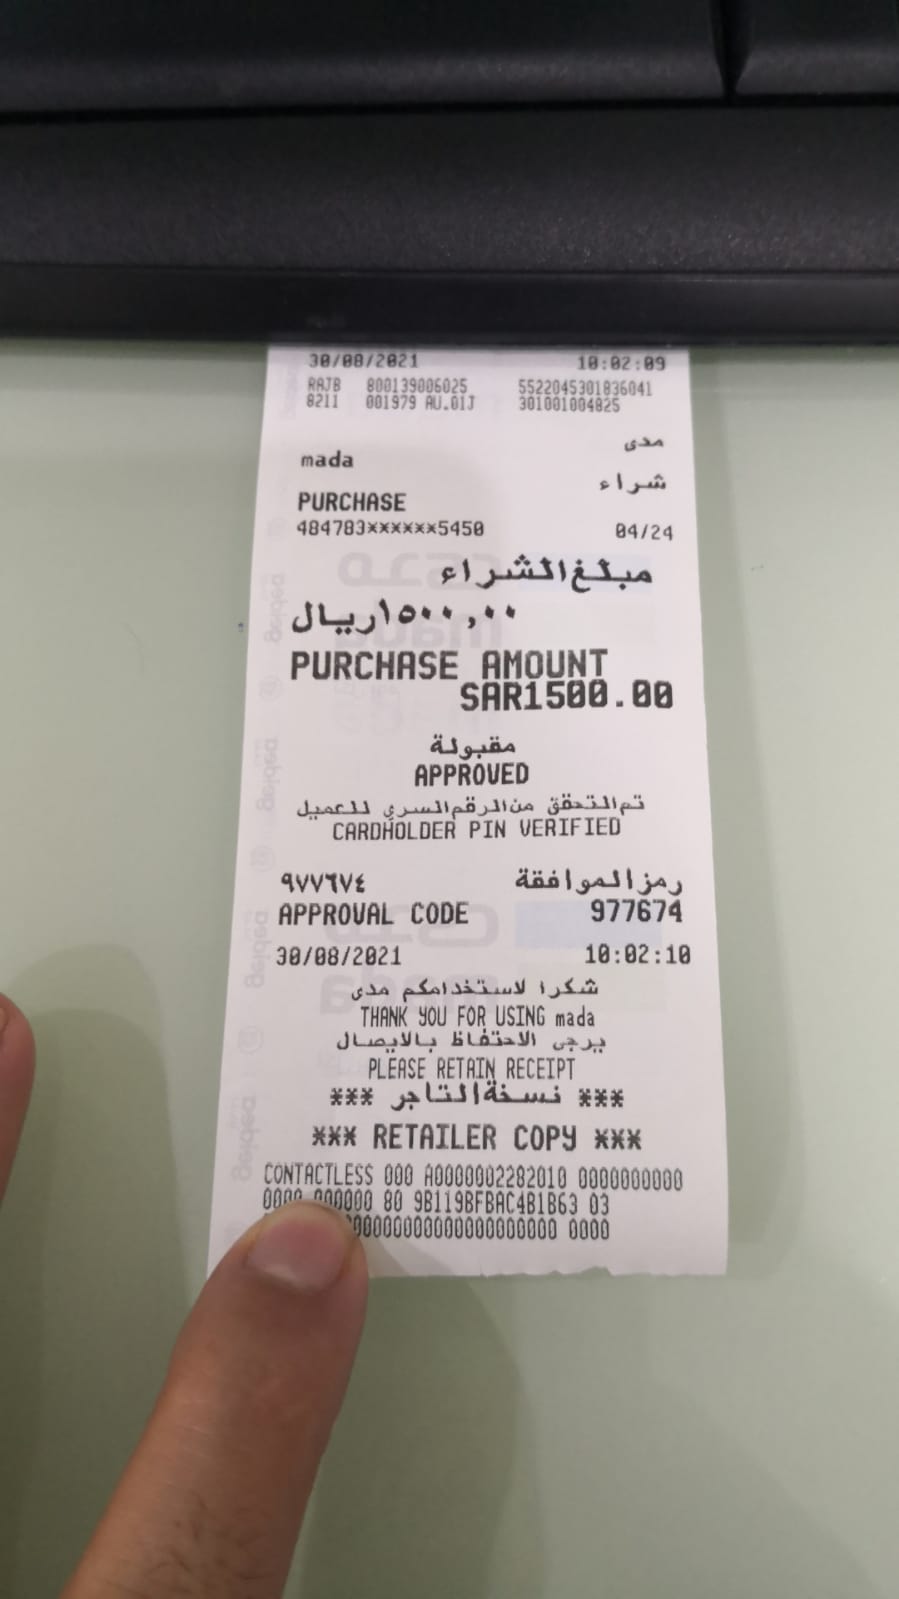 30/08/2021 10:02:09
RAJB 800139006025 5522045301836041
8211 001979 AU.01J 301001004825
مدى
mada
شراء
PURCHASE
484783******5450 04/24
مبلغ الشراء
١٥٠٠,٠٠ ريال
PURCHASE AMOUNT
SAR1500.00
مقبولة
APPROVED
تم التحقق من الرقم السري للعميل
CARDHOLDER PIN VERIFIED
رمز الموافقة ٩٧٧٦٧٤
APPROVAL CODE 977674
30/08/2021 10:02:10
شكرا لاستخدامكم مدى
THANK YOU FOR USING mada
يرجى الاحتفاظ بالايصال
PLEASE RETAIN RECEIPT
*** نسخة التاجر ***
*** RETAILER COPY ***
CONTACTLESS 000 A0000002282010 0000000000
0000 000000 80 9B119BFBAC4B1B63 03
0000